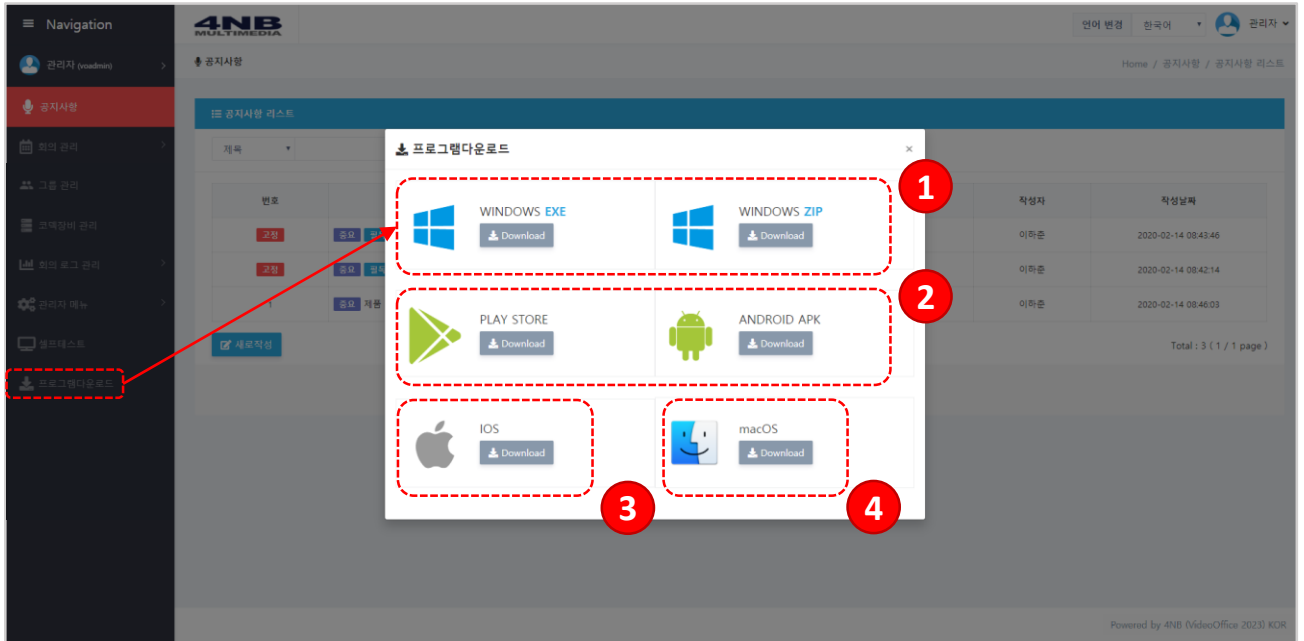 Navigation
4NB
MULTIMEDIA
언어 변경 한국어 관리자
관리자 (voadmin)
공지사항
Home / 공지사항 / 공지사항 리스트
공지사항
공지사항 리스트
회의 관리
제목
프로그램다운로드 ×
그룹 관리
1
번호 작성자 작성날짜
WINDOWS EXE WINDOWS ZIP
Download Download
코덱장비 관리
고정 중요 이하준 2020-02-14 08:43:46
회의 로그 관리
고정 중요 필독 이하준 2020-02-14 08:42:14
2
관리자 메뉴
1 중요 제품 이하준 2020-02-14 08:46:03
PLAY STORE ANDROID APK
Download Download
셀프테스트
새로작성
Total : 3 ( 1 / 1 page )
프로그램다운로드
IOS macOS
Download Download
3 4
Powered by 4NB (VideoOffice 2023) KOR